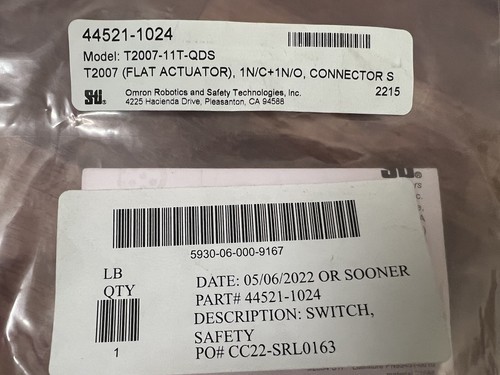 44521-1024
Model: T2007-11T-QDS
T2007 (FLAT ACTUATOR), 1N/C+1N/O, CONNECTOR S
STI® Omron Robotics and Safety Technologies, Inc. 2215
4225 Hacienda Drive, Pleasanton, CA 94588
STI®
5930-06-000-9167
LB
QTY
1
DATE: 05/06/2022 OR SOONER
PART# 44521-1024
DESCRIPTION: SWITCH,
SAFETY
PO# CC22-SRL0163